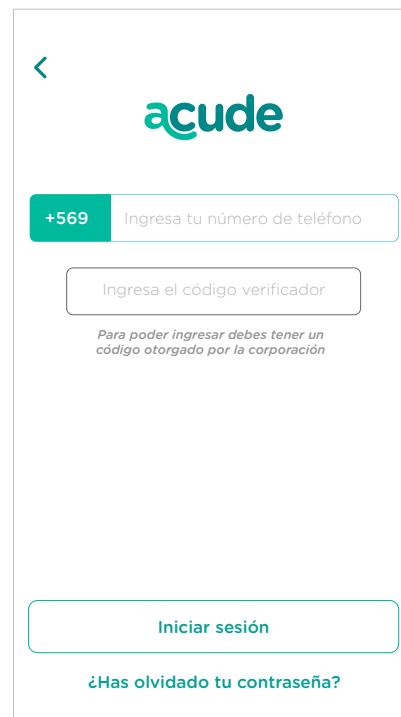 acude
+569 Ingresa tu número de teléfono
Ingresa el código verificador
Para poder ingresar debes tener un
código otorgado por la corporación
Iniciar sesión
¿Has olvidado tu contraseña?